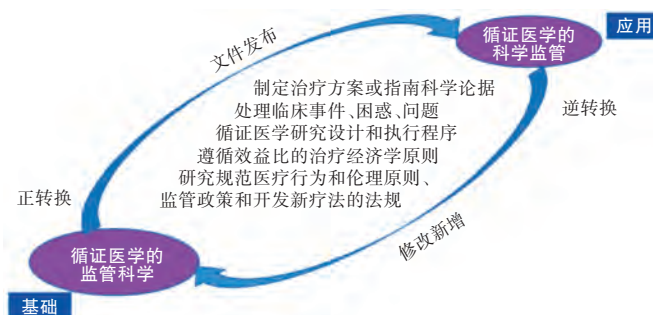 应用
循证医学的
科学监管
文件发布
制定治疗方案或指南科学论据
处理临床事件、困惑、问题
循证医学研究设计和执行程序
遵循效益比的治疗经济学原则
研究规范医疗行为和伦理原则、
监管政策和开发新疗法的法规
逆转换
正转换
修改新增
循证医学的
监管科学
基础